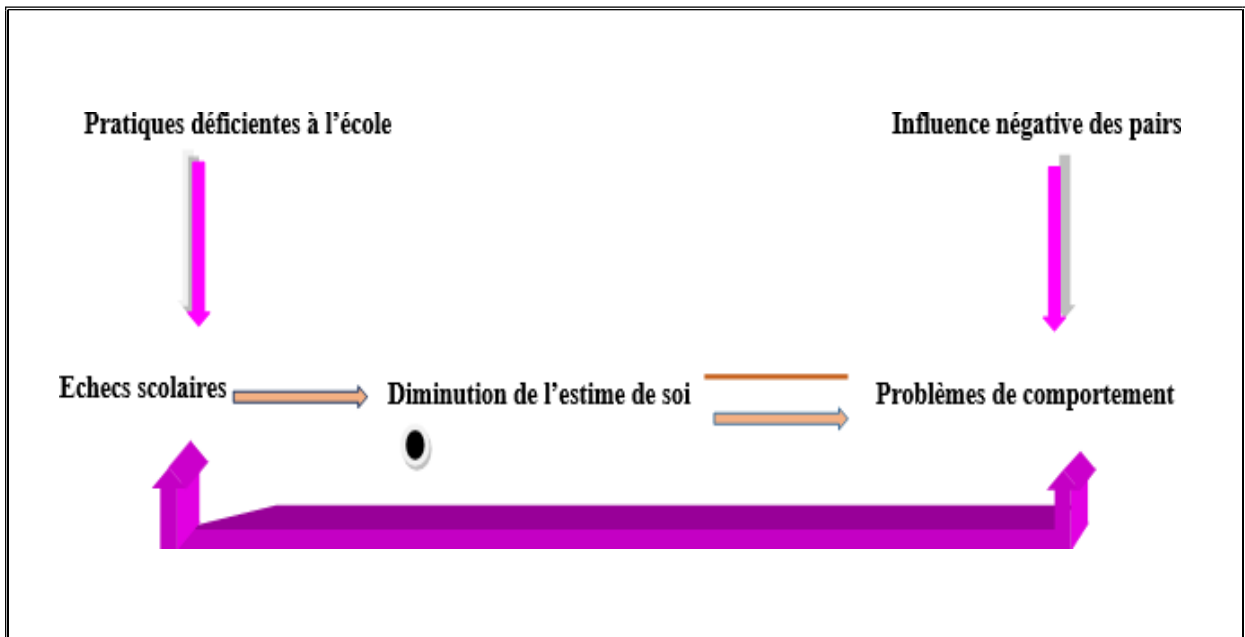 Pratiques déficientes à l’école
Influence négative des pairs
Echecs scolaires
Diminution de l’estime de soi
Problèmes de comportement